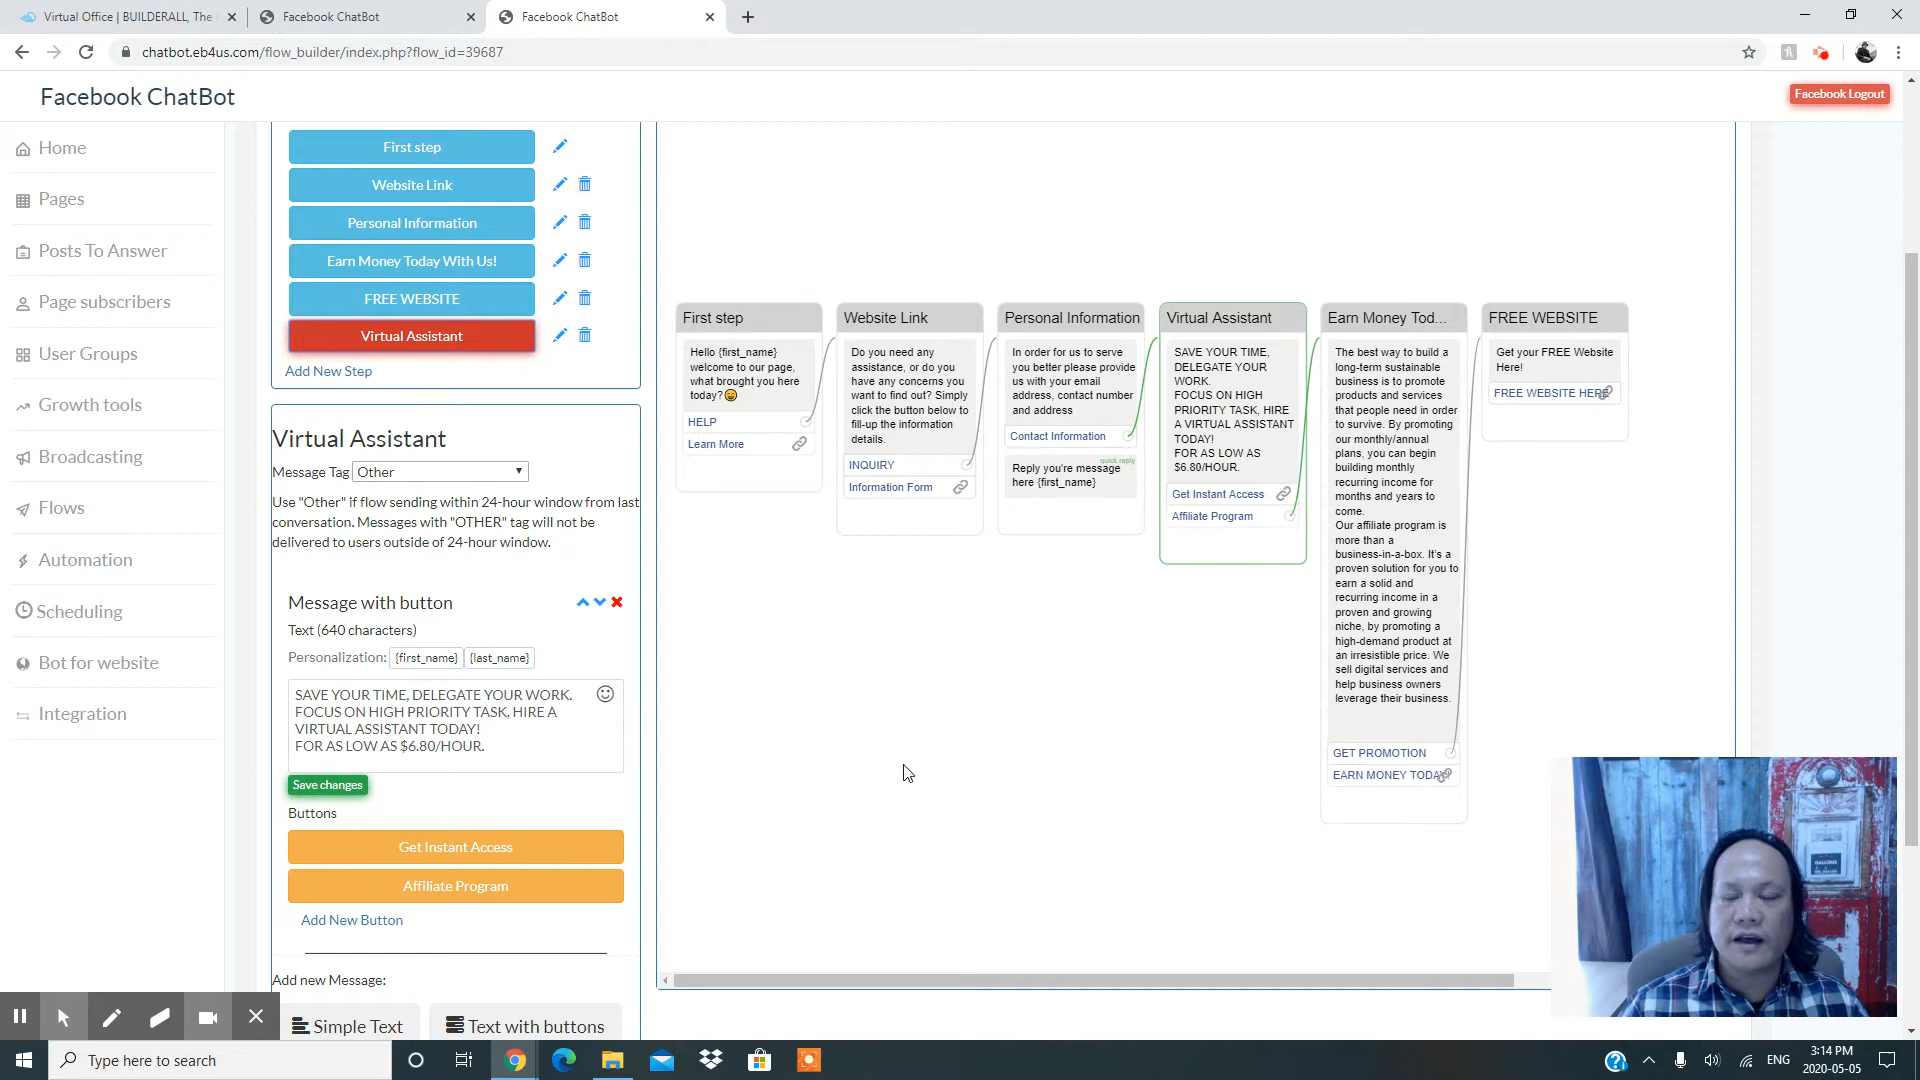 Virtual Office | BUILDERALL, The
Facebook ChatBot
Facebook ChatBot
chatbot.eb4us.com/flow_builder/index.php?flow_id=39687
Facebook ChatBot
Facebook Logout
Home
Pages
Posts To Answer
Page subscribers
User Groups
Growth tools
Broadcasting
Flows
Automation
Scheduling
Bot for website
Integration
First step
Website Link
Personal Information
Earn Money Today With Us!
FREE WEBSITE
Virtual Assistant
Add New Step
Virtual Assistant
Message Tag Other
Use "Other" if flow sending within 24-hour window from last
conversation. Messages with "OTHER" tag will not be
delivered to users outside of 24-hour window.
Message with button
Text (640 characters)
Personalization: {first_name} {last_name}
SAVE YOUR TIME, DELEGATE YOUR WORK.
FOCUS ON HIGH PRIORITY TASK, HIRE A
VIRTUAL ASSISTANT TODAY!
FOR AS LOW AS $6.80/HOUR.
Save changes
Buttons
Get Instant Access
Affiliate Program
Add New Button
Add new Message:
Simple Text
Text with buttons
First step
Hello {first_name}
welcome to our page,
what brought you here
today?😄
HELP
Learn More
Website Link
Do you need any
assistance, or do you
have any concerns you
want to find out? Simply
click the button below to
fill-up the information
details.
INQUIRY
Information Form
Personal Information
In order for us to serve
you better please provide
us with your email
address, contact number
and address
Contact Information
quick reply
Reply you're message
here {first_name}
Virtual Assistant
SAVE YOUR TIME,
DELEGATE YOUR
WORK.
FOCUS ON HIGH
PRIORITY TASK, HIRE
A VIRTUAL ASSISTANT
TODAY!
FOR AS LOW AS
$6.80/HOUR.
Get Instant Access
Affiliate Program
Earn Money Tod...
The best way to build a
long-term sustainable
business is to promote
products and services
that people need in order
to survive. By promoting
our monthly/annual
plans, you can begin
building monthly
recurring income for
months and years to
come.
Our affiliate program is
more than a
business-in-a-box. It's a
proven solution for you to
earn a solid and
recurring income in a
proven and growing
niche, by promoting a
high-demand product at
an irresistible price. We
sell digital services and
help business owners
leverage their business.
GET PROMOTION
EARN MONEY TODAY!
FREE WEBSITE
Get your FREE Website
Here!
FREE WEBSITE HERE
GALLONS
Type here to search
ENG
3:14 PM
2020-05-05